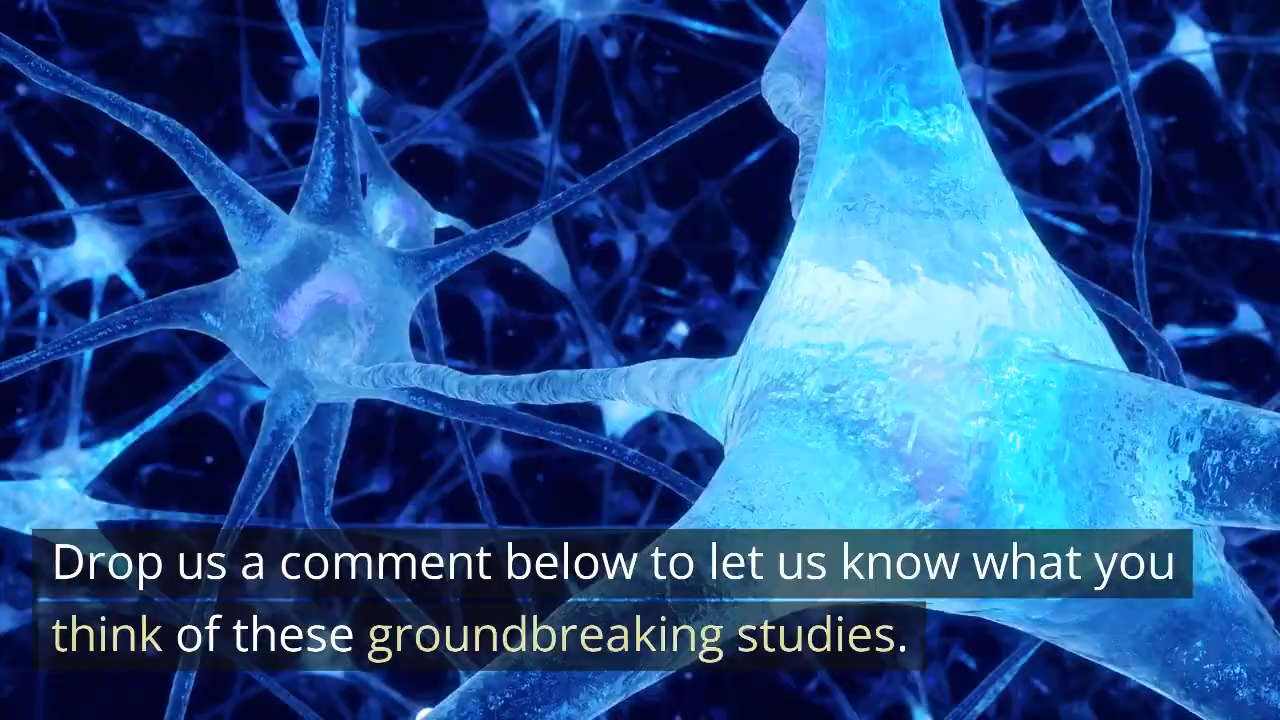 Drop us a comment below to let us know what you
think of these groundbreaking studies.